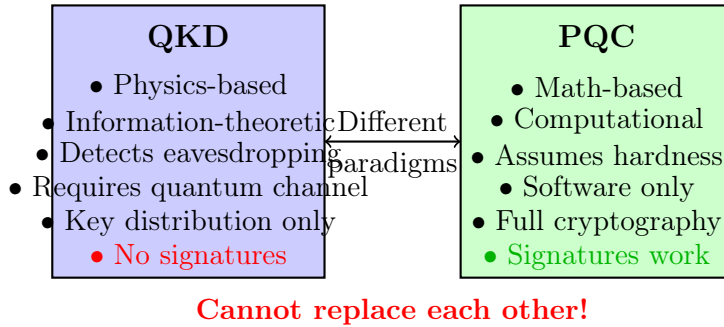 QKD
• Physics-based
• Information-theoretic
• Detects eavesdropping
• Requires quantum channel
• Key distribution only
• No signatures
Different
paradigms
PQC
• Math-based
• Computational
• Assumes hardness
• Software only
• Full cryptography
• Signatures work
Cannot replace each other!